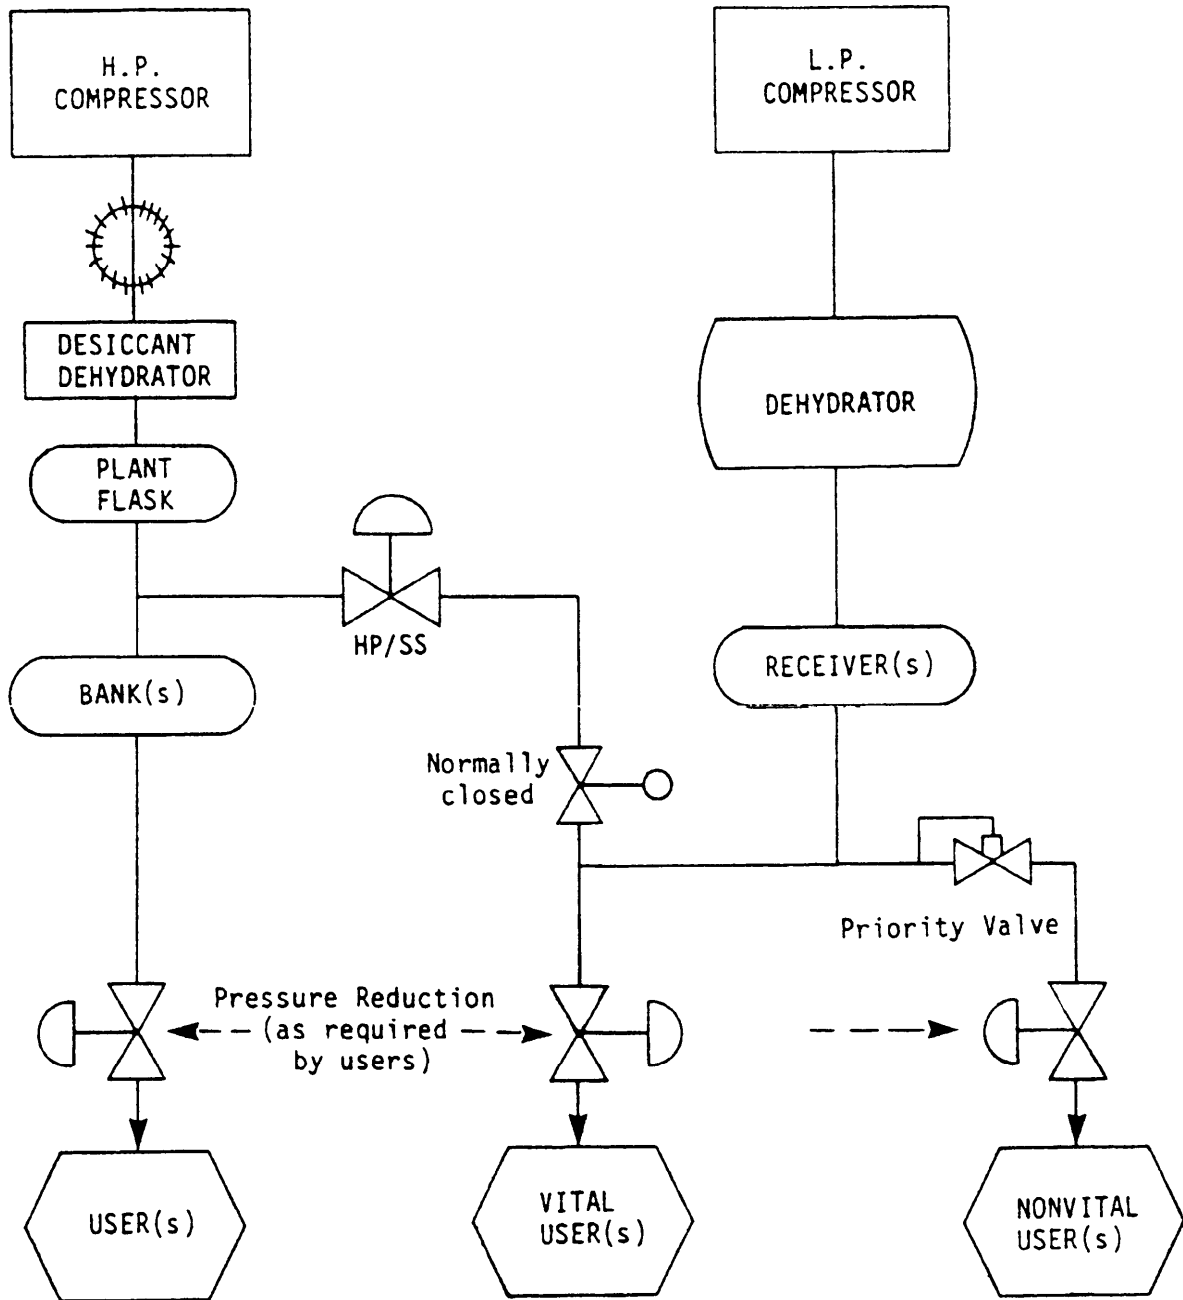 H.P.
COMPRESSOR
L.P.
COMPRESSOR
DESICCANT
DEHYDRATOR
DEHYDRATOR
PLANT
FLASK
HP/SS
BANK(s)
RECEIVER(s)
Normally
closed
Priority Valve
Pressure Reduction
(as required
by users)
USER(s)
VITAL
USER(s)
NONVITAL
USER(s)